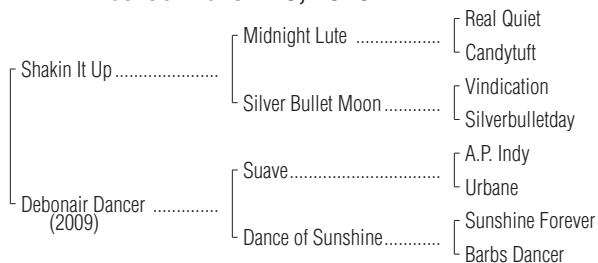 Real Quiet
Midnight Lute ..................
Candytuft
Shakin It Up ......................
Vindication
Silver Bullet Moon ............
Silverbulletday
A.P. Indy
Suave................................
Urbane
Debonair Dancer ..............
(2009)
Sunshine Forever
Dance of Sunshine............
Barbs Dancer